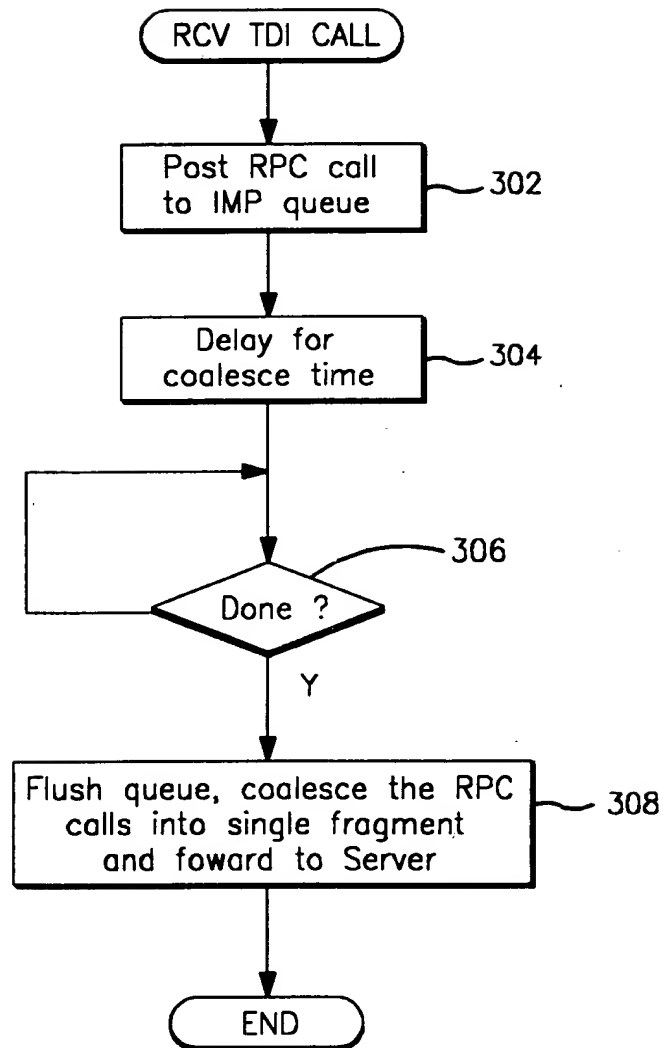 RCV TDI CALL
Post RPC call
to IMP queue
302
Delay for
coalesce time
304
306
Done ?
Y
Flush queue, coalesce the RPC
calls into single fragment
and foward to Server
308
END